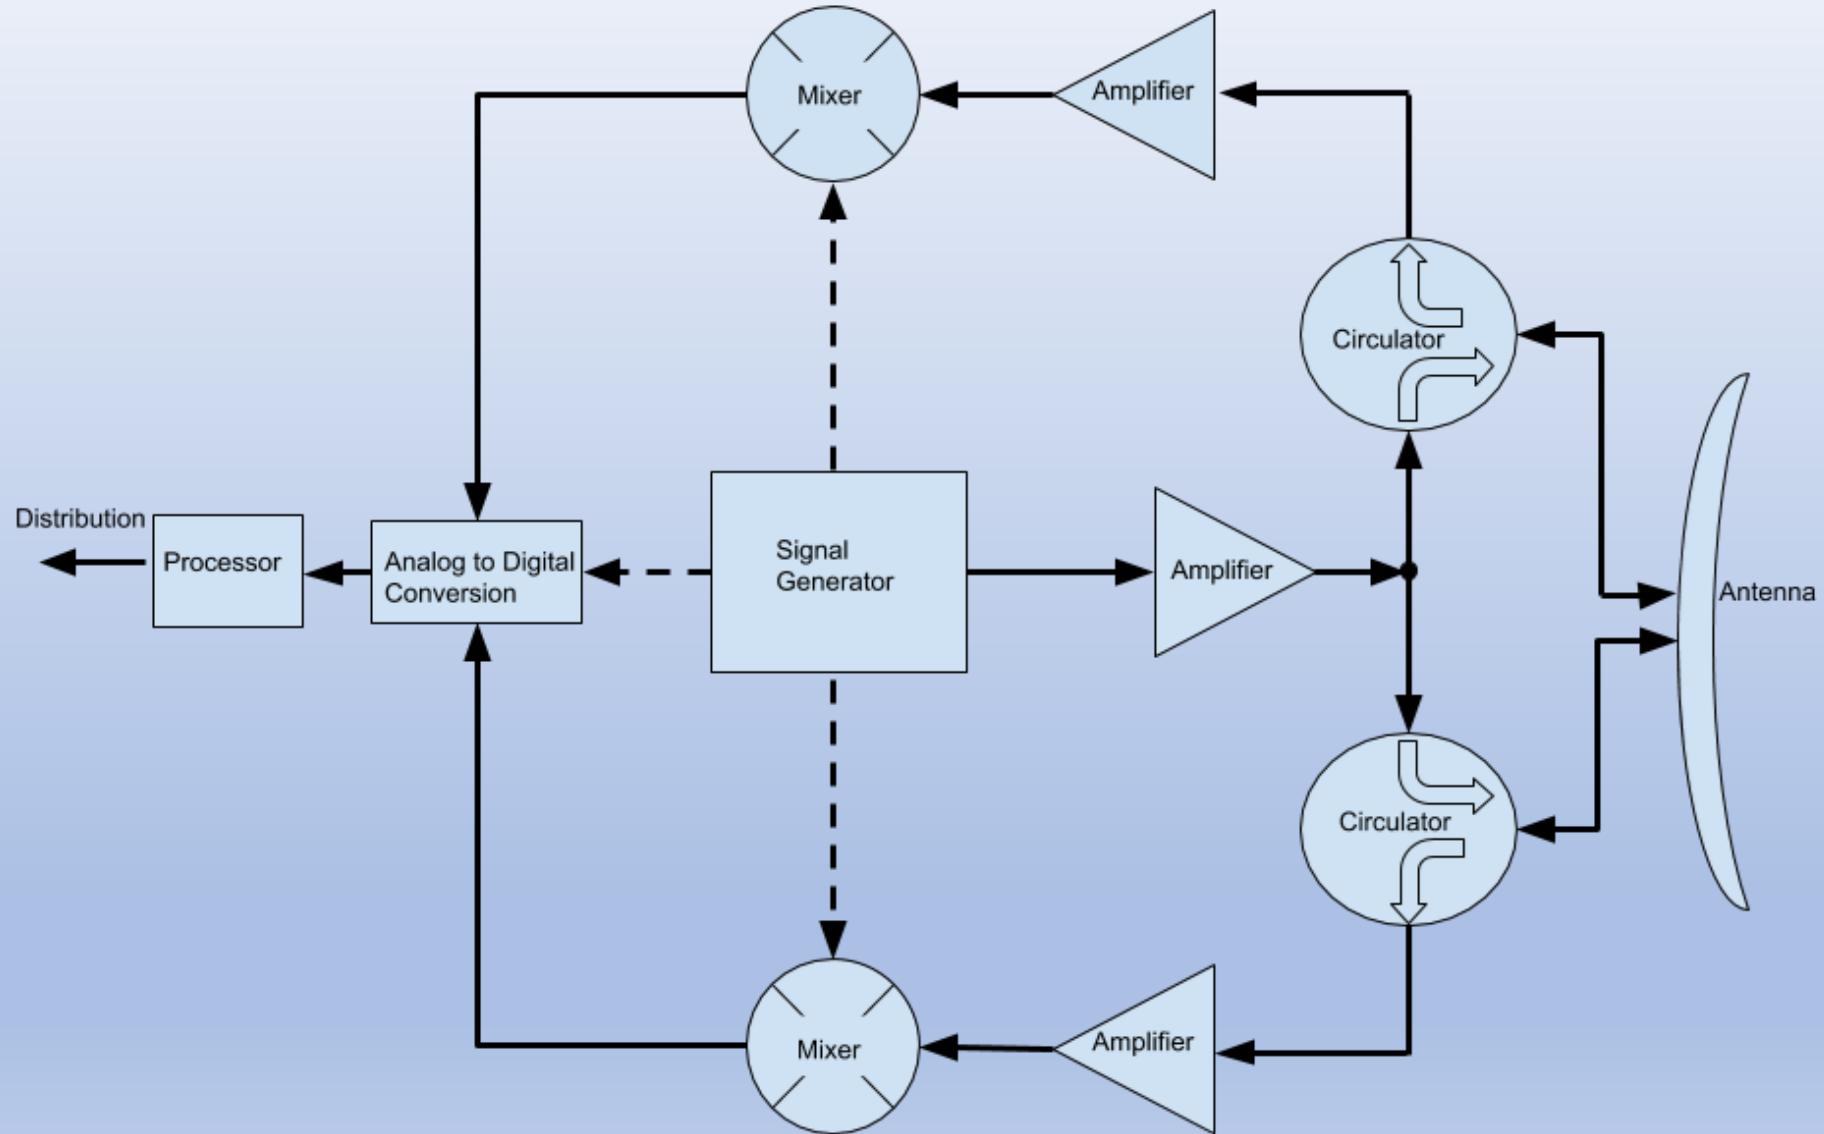 Mixer
Amplifier
Circulator
Distribution
Processor
Analog to Digital
Conversion
Signal
Generator
Amplifier
Antenna
Circulator
Mixer
Amplifier